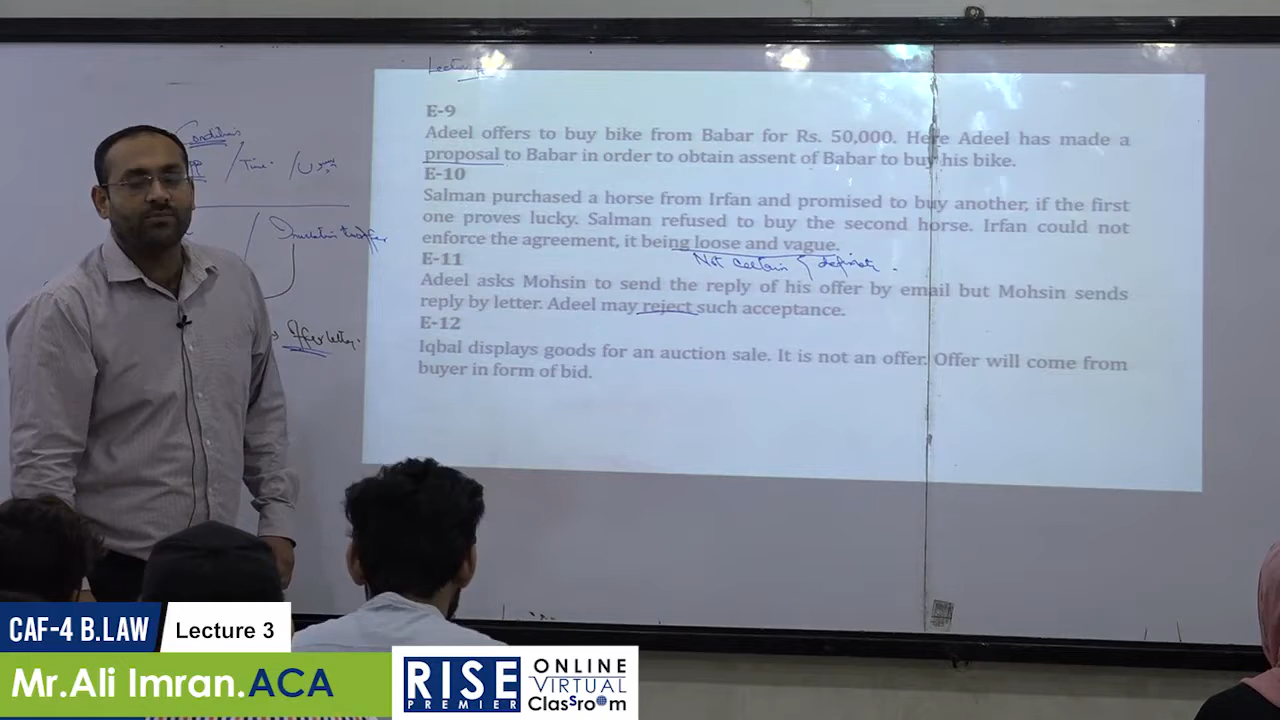 Lecture
Conditions
/ Time /
Invitation to offer
Offer letter.
E-9
Adeel offers to buy bike from Babar for Rs. 50,000. Here Adeel has made a
proposal to Babar in order to obtain assent of Babar to buy his bike.
E-10
Salman purchased a horse from Irfan and promised to buy another, if the first
one proves lucky. Salman refused to buy the second horse. Irfan could not
enforce the agreement, it being loose and vague.
Not certain & definite.
E-11
Adeel asks Mohsin to send the reply of his offer by email but Mohsin sends
reply by letter. Adeel may reject such acceptance.
E-12
Iqbal displays goods for an auction sale. It is not an offer. Offer will come from
buyer in form of bid.
CAF-4 B.LAW
Lecture 3
Mr.Ali Imran.ACA
RISE
PREMIER
ONLINE
VIRTUAL
Classroom